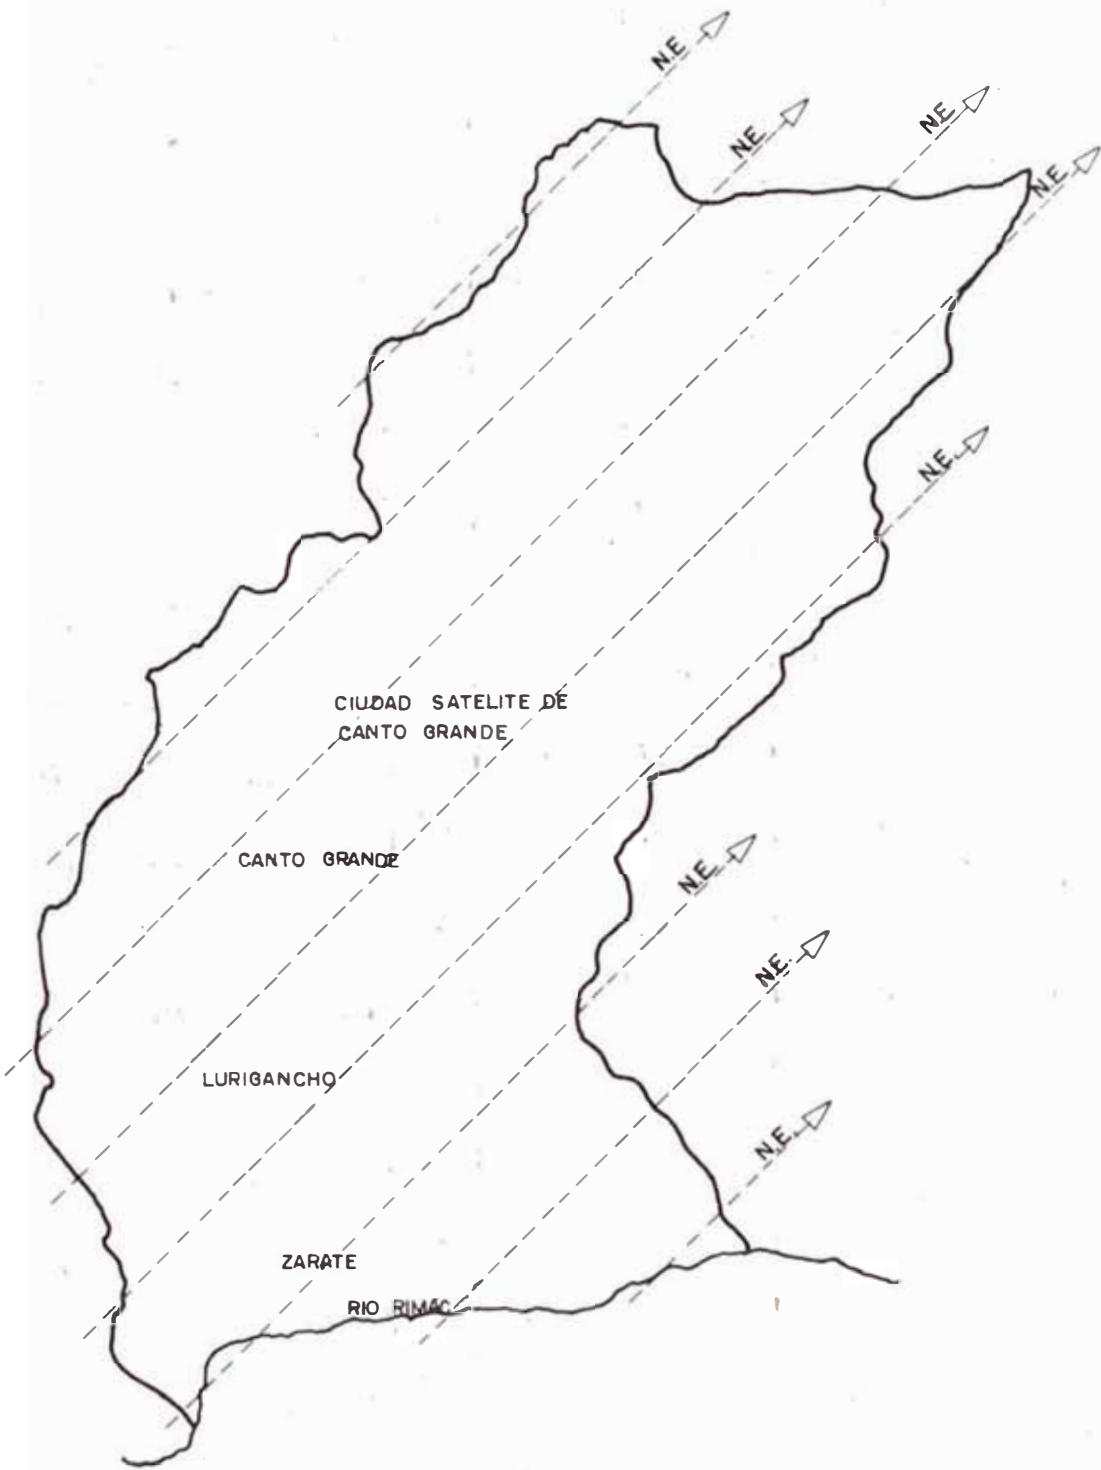 N.E
N.E
N.E
N.E
N.E.
CIUDAD SATELITE DE
CANTO GRANDE
CANTO GRANDE
N.E
N.E.
LURIGANCHO
N.E.
ZARATE
RIO RIMAC